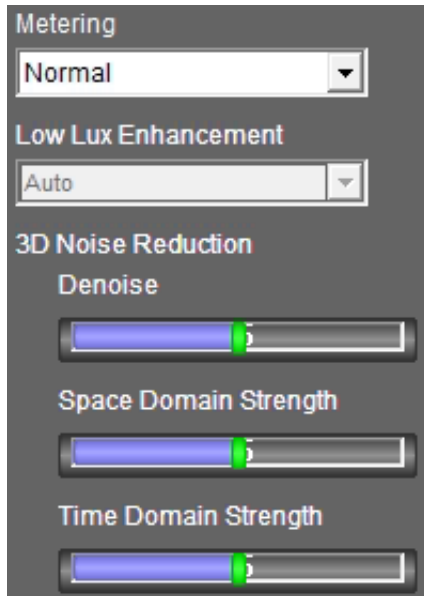 Metering
Normal
Low Lux Enhancement
Auto
3D Noise Reduction
Denoise
Space Domain Strength
Time Domain Strength